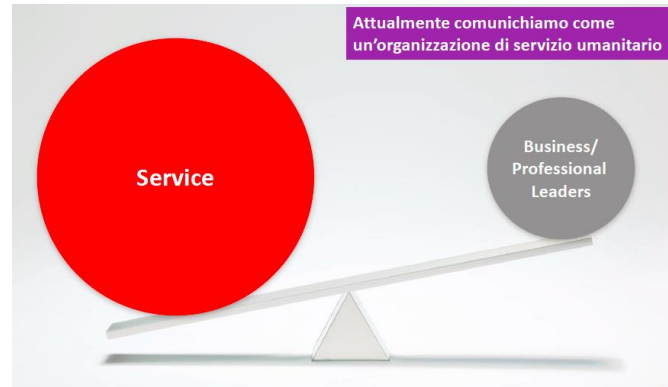 Attualmente comunichiamo come
un’organizzazione di servizio umanitario
Service
Business/
Professional
Leaders